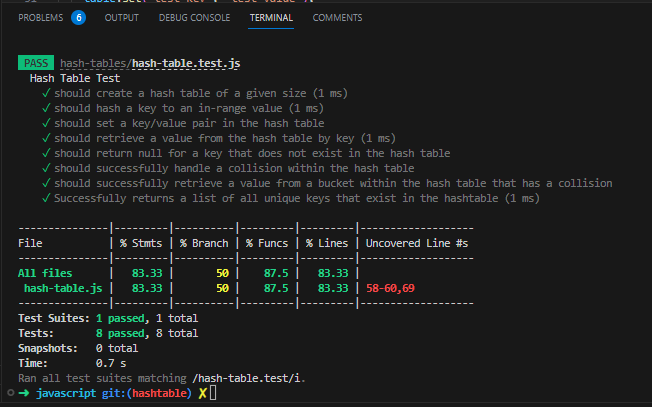 51 table.set( test key , test value );
PROBLEMS 6 OUTPUT DEBUG CONSOLE TERMINAL COMMENTS
PASS hash-tables/hash-table.test.js
Hash Table Test
✓ should create a hash table of a given size (1 ms)
✓ should hash a key to an in-range value (1 ms)
✓ should set a key/value pair in the hash table
✓ should retrieve a value from the hash table by key (1 ms)
✓ should return null for a key that does not exist in the hash table
✓ should successfully handle a collision within the hash table
✓ should successfully retrieve a value from a bucket within the hash table that has a collision
✓ Successfully returns a list of all unique keys that exist in the hashtable (1 ms)
---------------|---------|----------|---------|---------|-------------------
File | % Stmts | % Branch | % Funcs | % Lines | Uncovered Line #s
---------------|---------|----------|---------|---------|-------------------
All files | 83.33 | 50 | 87.5 | 83.33 |
hash-table.js | 83.33 | 50 | 87.5 | 83.33 | 58-60,69
---------------|---------|----------|---------|---------|-------------------
Test Suites: 1 passed, 1 total
Tests: 8 passed, 8 total
Snapshots: 0 total
Time: 0.7 s
Ran all test suites matching /hash-table.test/i.
➜ javascript git:(hashtable) ✗